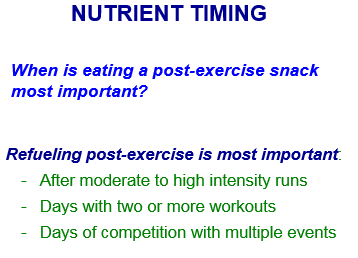 NUTRIENT TIMING
When is eating a post-exercise snack
most important?
Refueling post-exercise is most important:
- After moderate to high intensity runs
- Days with two or more workouts
- Days of competition with multiple events